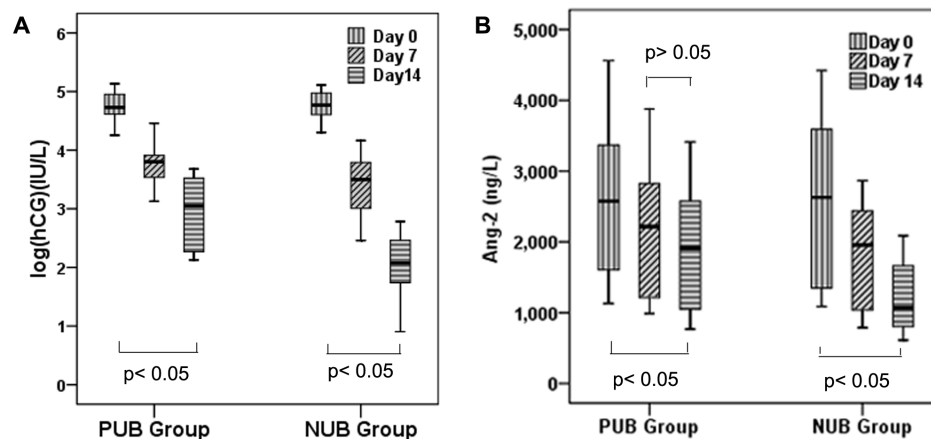 A
log(hCG)(IU/L)
6
5
4
3
2
1
0
Day 0
Day 7
Day14
p< 0.05
p< 0.05
PUB Group
NUB Group
B
Ang-2 (ng/L)
5,000
4,000
3,000
2,000
1,000
0
p> 0.05
Day 0
Day 7
Day 14
p< 0.05
p< 0.05
PUB Group
NUB Group